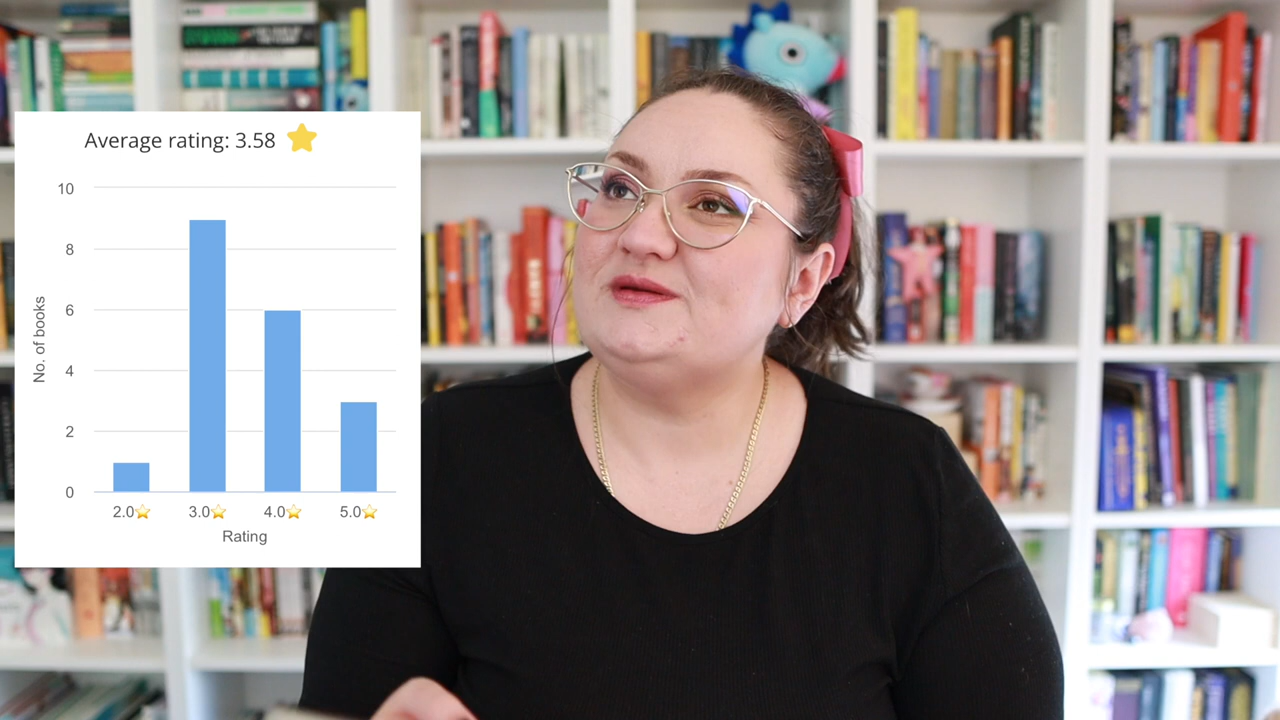 Average rating: 3.58 ⭐
10
8
6
4
2
0
No. of books
2.0⭐ 3.0⭐ 4.0⭐ 5.0⭐
Rating